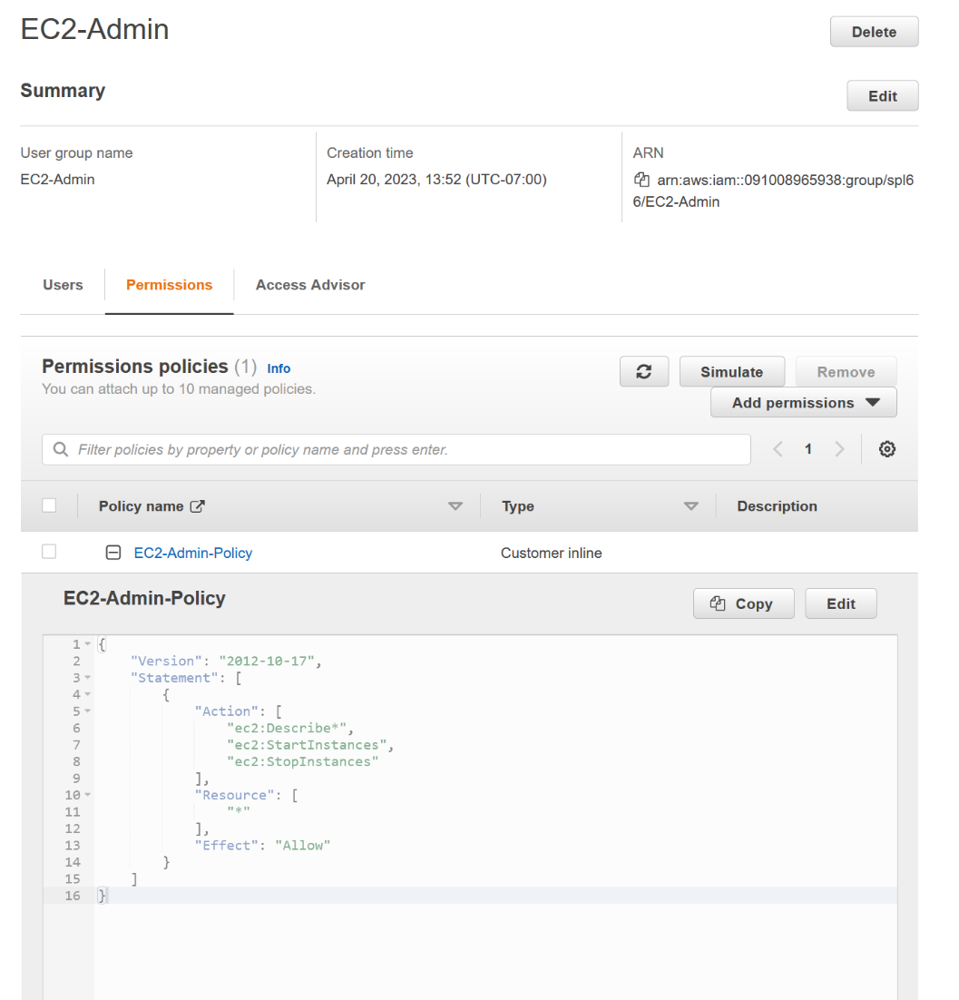 EC2-Admin
Delete
Summary
Edit
User group name
EC2-Admin
Creation time
April 20, 2023, 13:52 (UTC-07:00)
ARN
arn:aws:iam::091008965938:group/spl6
6/EC2-Admin
Users
Permissions
Access Advisor
Permissions policies (1) Info
You can attach up to 10 managed policies.
Simulate
Remove
Add permissions
Filter policies by property or policy name and press enter.
1
Policy name
Type
Description
EC2-Admin-Policy
Customer inline
EC2-Admin-Policy
Copy
Edit
1 {
2     "Version": "2012-10-17",
3     "Statement": [
4         {
5             "Action": [
6                 "ec2:Describe*",
7                 "ec2:StartInstances",
8                 "ec2:StopInstances"
9             ],
10             "Resource": [
11                 "*"
12             ],
13             "Effect": "Allow"
14         }
15     ]
16 }